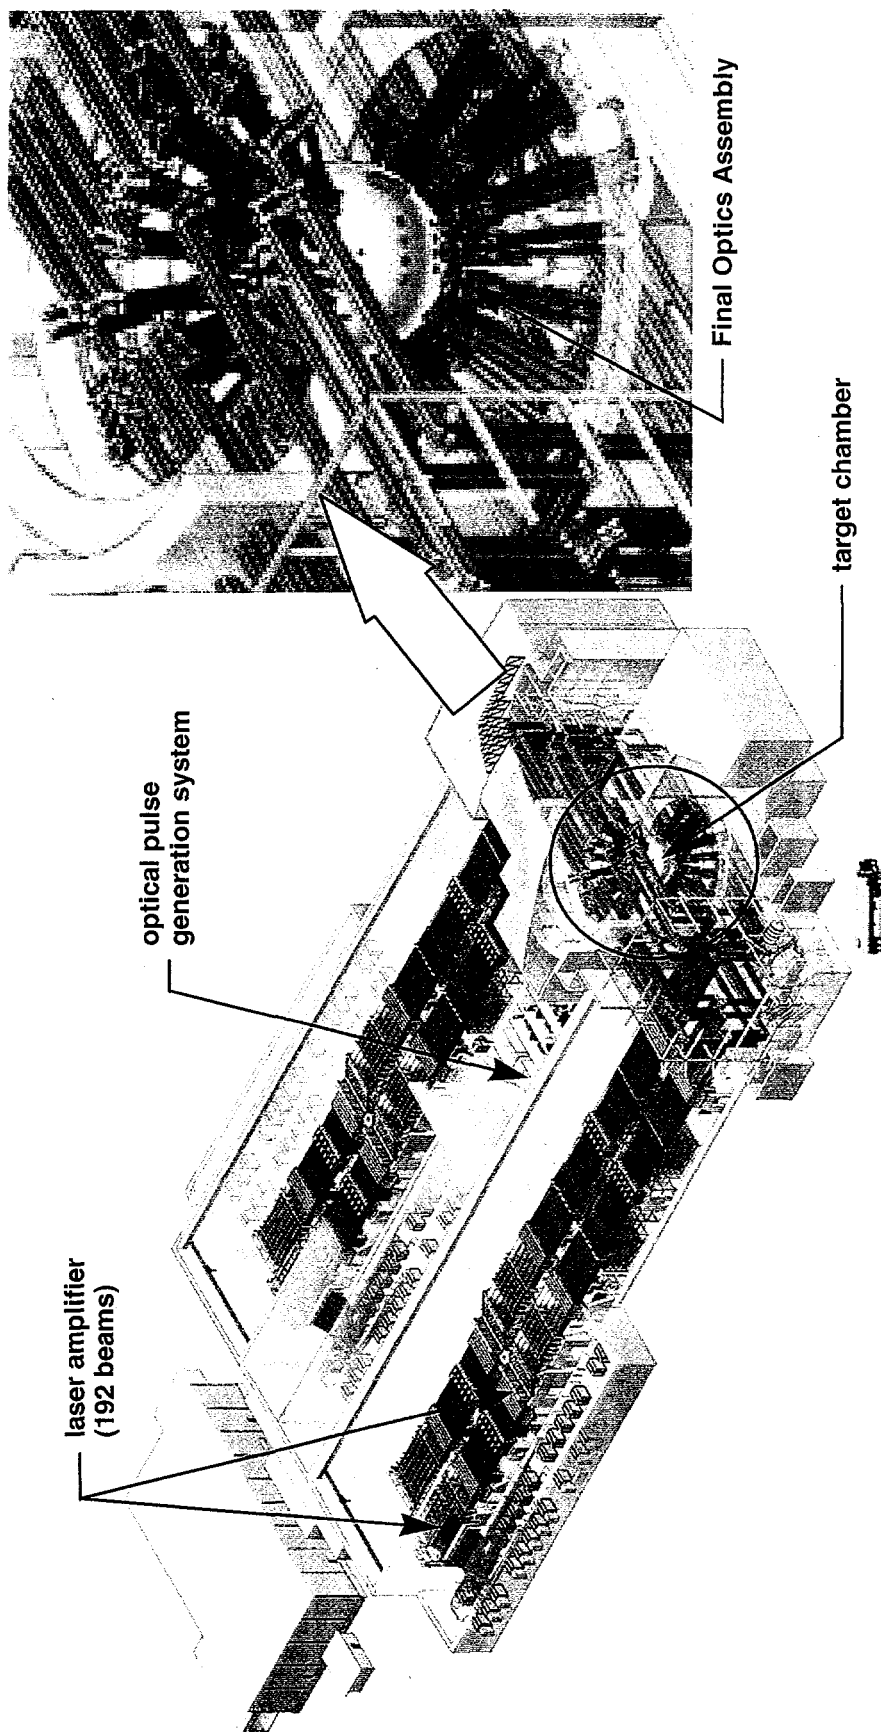 laser amplifier
(192 beams)
optical pulse
generation system
Final Optics Assembly
target chamber